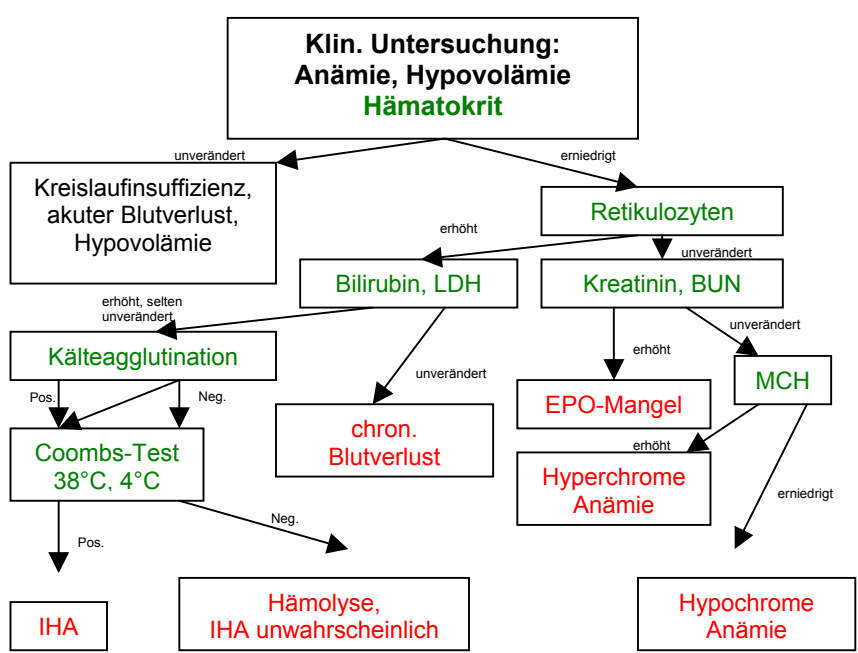 Klin. Untersuchung:
Anämie, Hypovolämie
Hämatokrit
unverändert
erniedrigt
Kreislaufinsuffizienz,
akuter Blutverlust,
Hypovolämie
Retikulozyten
erhöht
unverändert
Bilirubin, LDH
Kreatinin, BUN
erhöht, selten
unverändert
unverändert
Kälteagglutination
erhöht
MCH
unverändert
Pos.
Neg.
EPO-Mangel
chron.
Blutverlust
Coombs-Test
38°C, 4°C
erhöht
Hyperchrome
Anämie
erniedrigt
Neg.
Pos.
IHA
Hämolyse,
IHA unwahrscheinlich
Hypochrome
Anämie